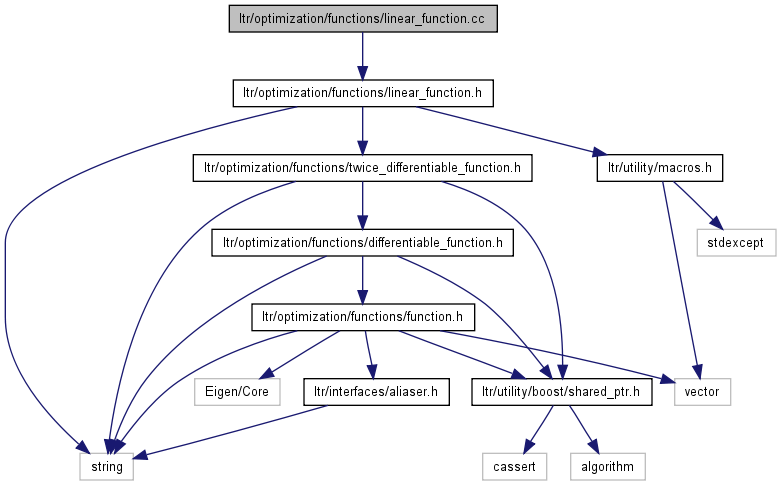 ltr/optimization/functions/linear_function.cc
ltr/optimization/functions/linear_function.h
ltr/optimization/functions/twice_differentiable_function.h
ltr/utility/macros.h
ltr/optimization/functions/differentiable_function.h
stdexcept
ltr/optimization/functions/function.h
Eigen/Core
ltr/interfaces/aliaser.h
ltr/utility/boost/shared_ptr.h
vector
string
cassert
algorithm